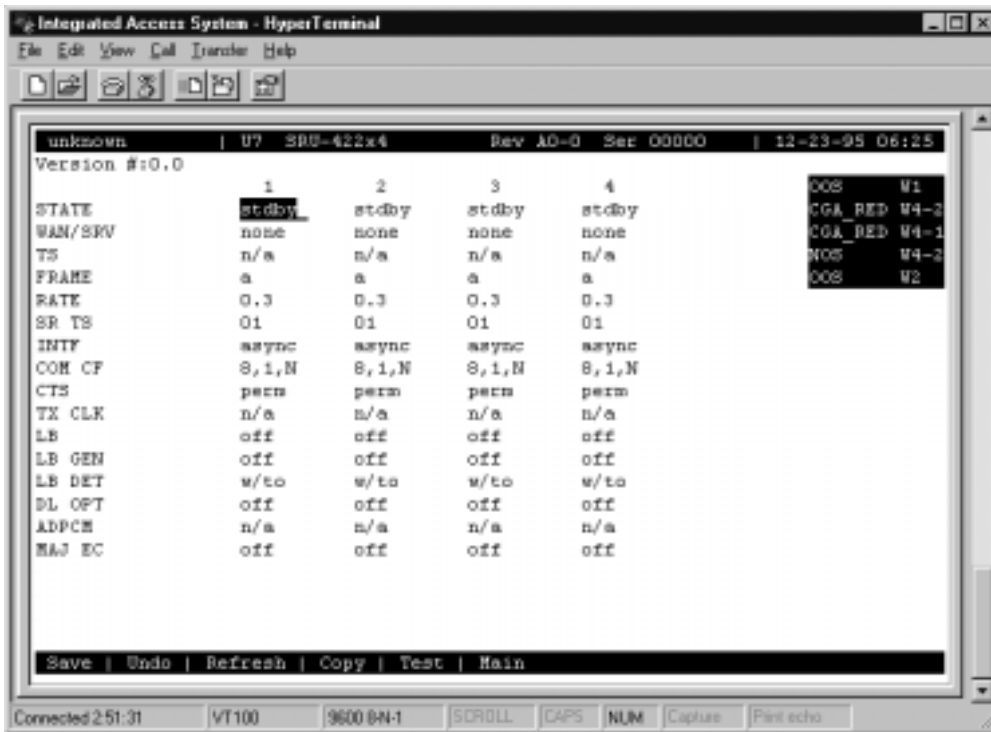 Integrated Access System - HyperTerminal
File Edit View Call Transfer Help
unknown | U7 SRU-422x4 Rev A0-0 Ser 00000 | 12-23-95 06:25
Version #:0.0
1 2 3 4 OOS W1
STATE stdby stdby stdby stdby CGA_RED W4-2
WAN/SRV none none none none CGA_RED W4-1
TS n/a n/a n/a n/a NOS W4-2
FRAME a a a a OOS W2
RATE 0.3 0.3 0.3 0.3
SR TS 01 01 01 01
INTF async async async async
COM CF 8,1,N 8,1,N 8,1,N 8,1,N
CTS perm perm perm perm
TX CLK n/a n/a n/a n/a
LB off off off off
LB GEN off off off off
LB DET w/to w/to w/to w/to
DL OPT off off off off
ADPCM n/a n/a n/a n/a
MAJ EC off off off off
Save | Undo | Refresh | Copy | Test | Main
Connected 2:51:31 VT100 9600 8-N-1 SCROLL CAPS NUM Capture Print echo